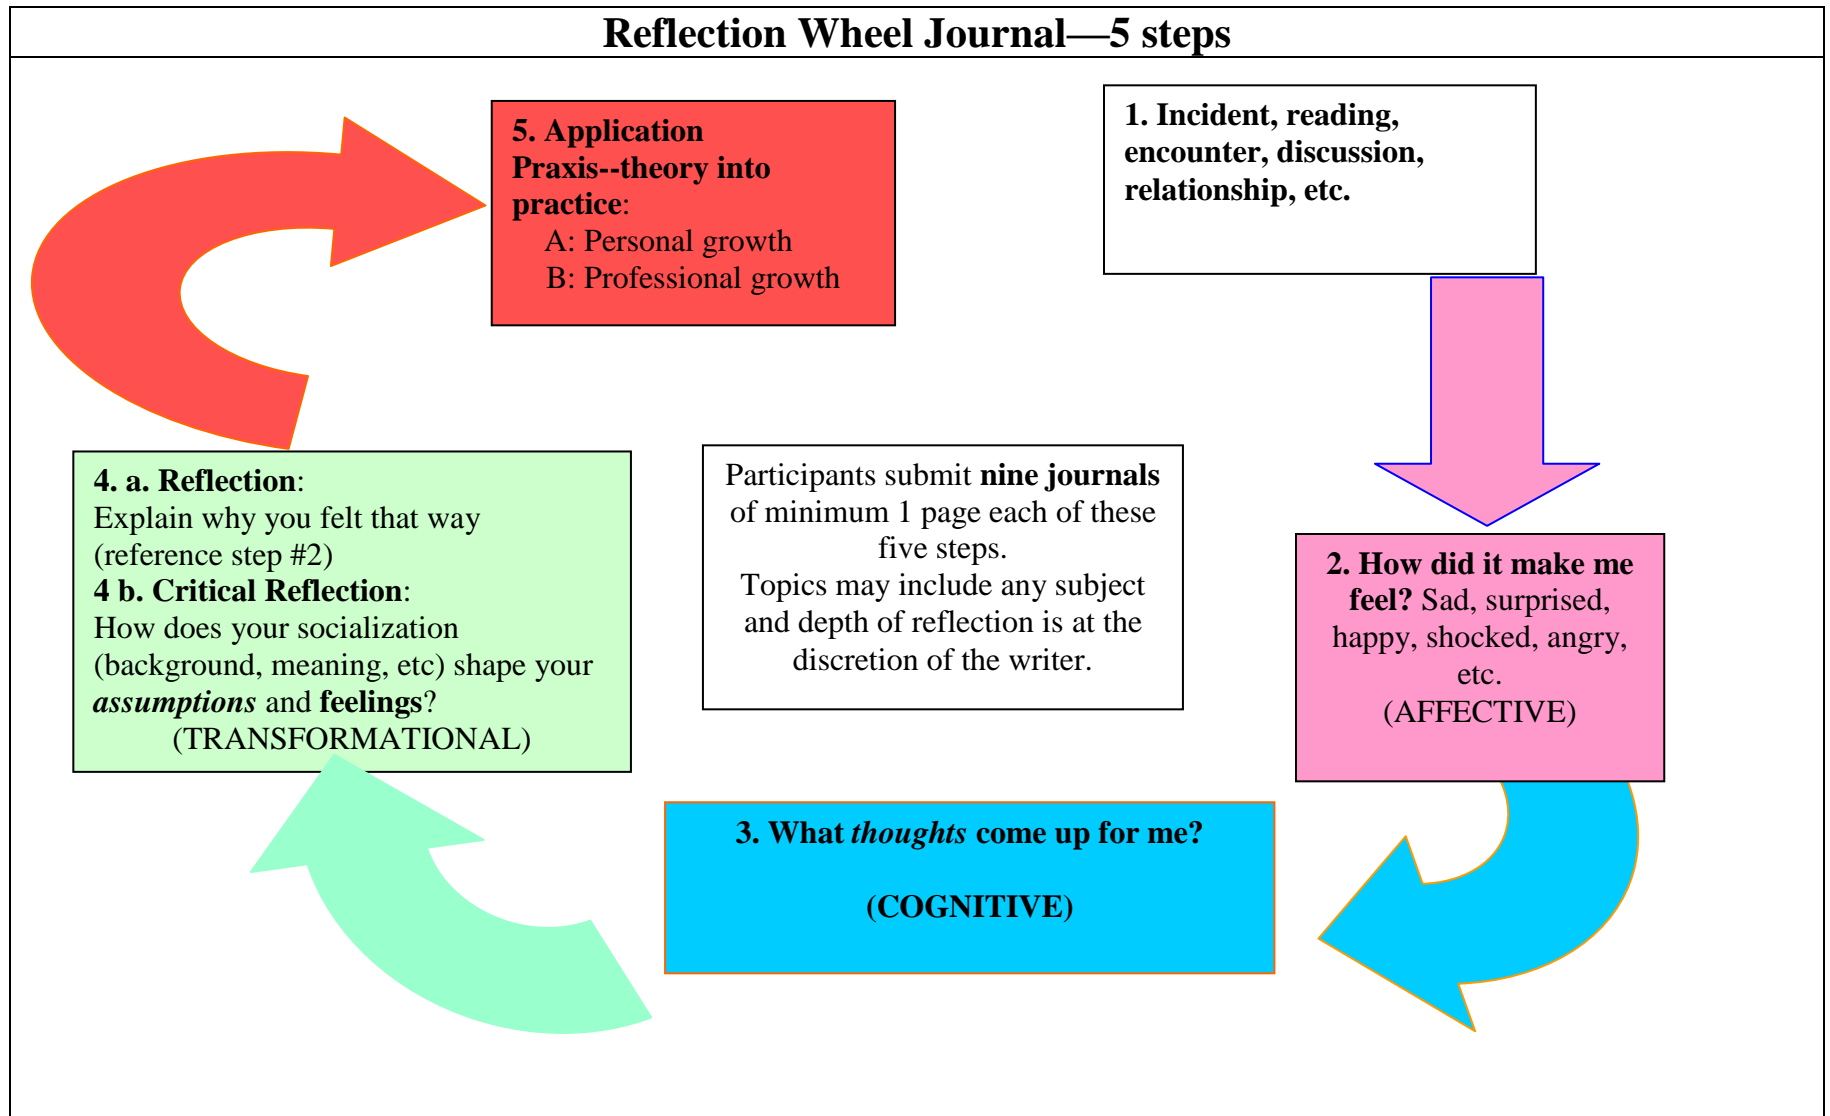 Reflection Wheel Journal—5 steps
1. Incident, reading,
encounter, discussion,
relationship, etc.
2. How did it make me
feel? Sad, surprised,
happy, shocked, angry,
etc.
(AFFECTIVE)
3. What thoughts come up for me?
(COGNITIVE)
4. a. Reflection:
Explain why you felt that way
(reference step #2)
4 b. Critical Reflection:
How does your socialization
(background, meaning, etc) shape your
assumptions and feelings?
(TRANSFORMATIONAL)
5. Application
Praxis--theory into
practice:
A: Personal growth
B: Professional growth
Participants submit nine journals
of minimum 1 page each of these
five steps.
Topics may include any subject
and depth of reflection is at the
discretion of the writer.